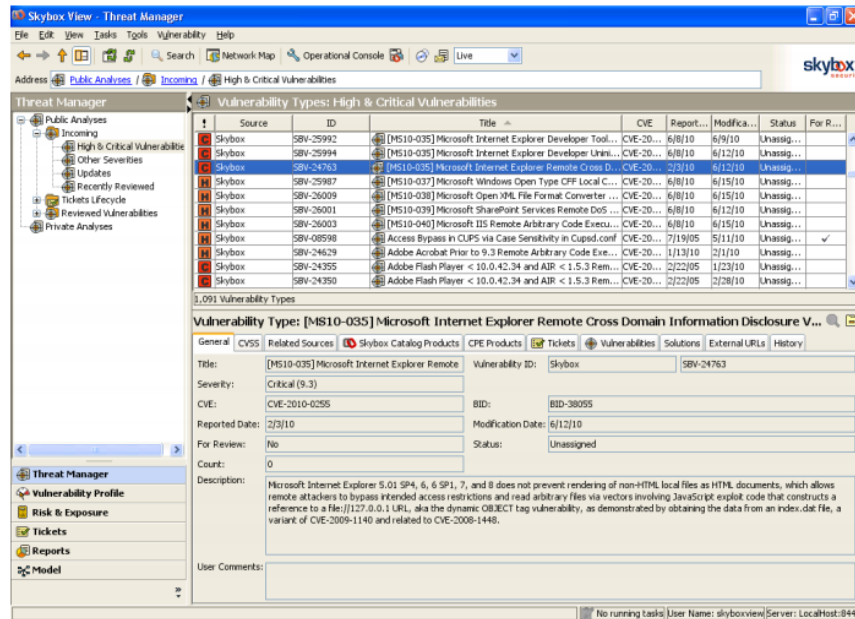 Skybox View - Threat Manager
File Edit View Tasks Tools Vulnerability Help
Search Network Map Operational Console Live
skybox
security
Address Public Analyses / Incoming / High & Critical Vulnerabilities
Threat Manager
Public Analyses
Incoming
High & Critical Vulnerabilitie
Other Severities
Updates
Recently Reviewed
Tickets Lifecycle
Reviewed Vulnerabilities
Private Analyses
Threat Manager
Vulnerability Profile
Risk & Exposure
Tickets
Reports
Model
Vulnerability Types: High & Critical Vulnerabilities
! Source ID Title CVE Report... Modifica... Status For R...
C Skybox SBV-25992 [MS10-035] Microsoft Internet Explorer Developer Tool... CVE-20... 6/8/10 6/9/10 Unassig...
C Skybox SBV-25994 [MS10-035] Microsoft Internet Explorer Developer Unini... CVE-20... 6/8/10 6/12/10 Unassig...
C Skybox SBV-24763 [MS10-035] Microsoft Internet Explorer Remote Cross D... CVE-20... 2/3/10 6/12/10 Unassig...
H Skybox SBV-25987 [MS10-037] Microsoft Windows Open Type CFF Local C... CVE-20... 6/8/10 6/15/10 Unassig...
H Skybox SBV-26009 [MS10-038] Microsoft Open XML File Format Converter ... CVE-20... 6/8/10 6/15/10 Unassig...
H Skybox SBV-26001 [MS10-039] Microsoft SharePoint Services Remote DoS ... CVE-20... 6/8/10 6/12/10 Unassig...
H Skybox SBV-26003 [MS10-040] Microsoft IIS Remote Arbitrary Code Execu... CVE-20... 6/8/10 6/15/10 Unassig...
H Skybox SBV-08598 Access Bypass in CUPS via Case Sensitivity in Cupsd.conf CVE-20... 7/19/05 5/11/10 Unassig... ✓
H Skybox SBV-24629 Adobe Acrobat Prior to 9.3 Remote Arbitrary Code Exe... CVE-20... 1/13/10 2/1/10 Unassig...
C Skybox SBV-24355 Adobe Flash Player < 10.0.42.34 and AIR < 1.5.3 Rem... CVE-20... 2/22/05 1/23/10 Unassig...
C Skybox SBV-24350 Adobe Flash Player < 10.0.42.34 and AIR < 1.5.3 Rem... CVE-20... 2/22/05 2/28/10 Unassig...
1,091 Vulnerability Types
Vulnerability Type: [MS10-035] Microsoft Internet Explorer Remote Cross Domain Information Disclosure V...
General CVSS Related Sources Skybox Catalog Products CPE Products Tickets Vulnerabilities Solutions External URLs History
Title: [MS10-035] Microsoft Internet Explorer Remote Vulnerability ID: Skybox SBV-24763
Severity: Critical (9.3)
CVE: CVE-2010-0255 BID: BID-38055
Reported Date: 2/3/10 Modification Date: 6/12/10
For Review: No Status: Unassigned
Count: 0
Description: Microsoft Internet Explorer 5.01 SP4, 6, 6 SP1, 7, and 8 does not prevent rendering of non-HTML local files as HTML documents, which allows
remote attackers to bypass intended access restrictions and read arbitrary files via vectors involving JavaScript exploit code that constructs a
reference to a file://127.0.0.1 URL, aka the dynamic OBJECT tag vulnerability, as demonstrated by obtaining the data from an index.dat file, a
variant of CVE-2009-1140 and related to CVE-2008-1448.
User Comments:
No running tasks User Name: skyboxview Server: LocalHost:844